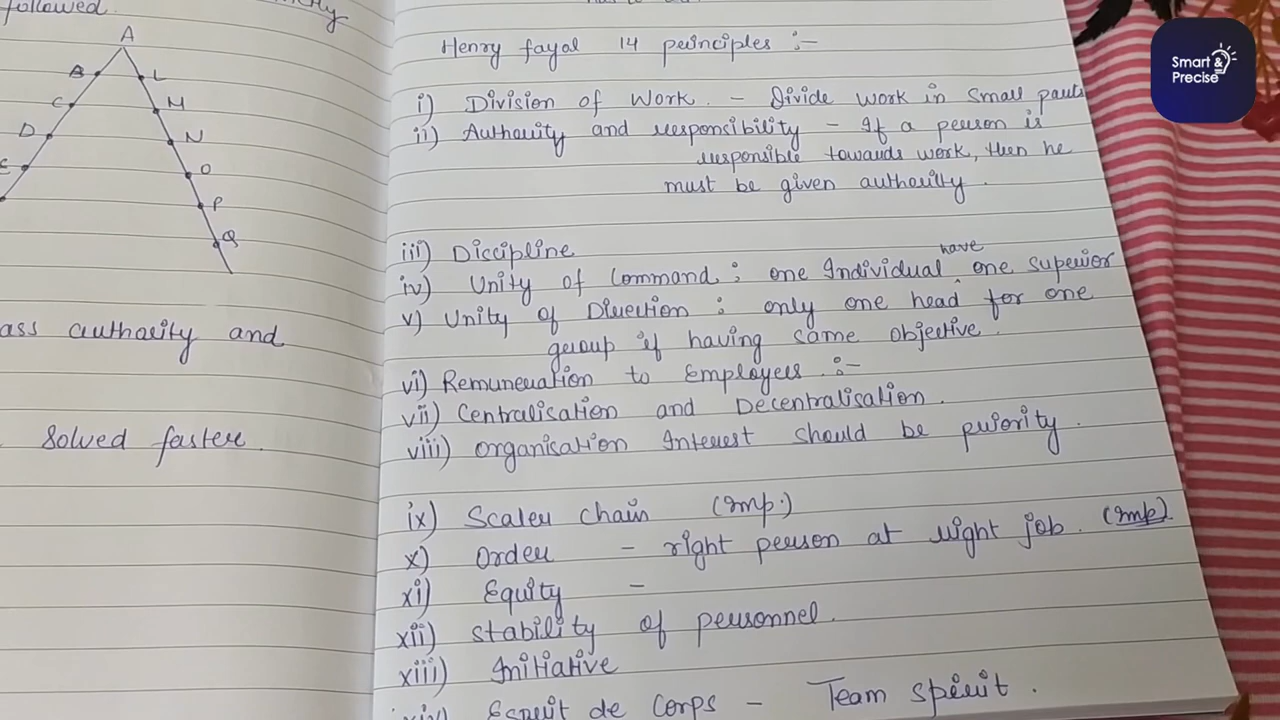 followed.
A
B
L
C
M
D
N
E
O
P
Q
ass authority and
Solved faster.
Henry fayal 14 principles :-
i) Division of Work. - Divide work in small parts
ii) Authority and responsibility - If a person is
responsible towards work, then he
must be given authority.
iii) Discipline
iv) Unity of Command : one Individual have one superior
v) Unity of Direction : only one head for one
group if having same objective.
vi) Remuneration to Employees :-
vii) Centralisation and Decentralisation.
viii) Organisation Interest should be priority.
ix) Scaler chain (Imp.)
x) Order - right person at right job. (Imp)
xi) Equity -
xii) Stability of personnel.
xiii) Initiative
xiv) Esprit de Corps - Team spirit.
Smart &
Precise